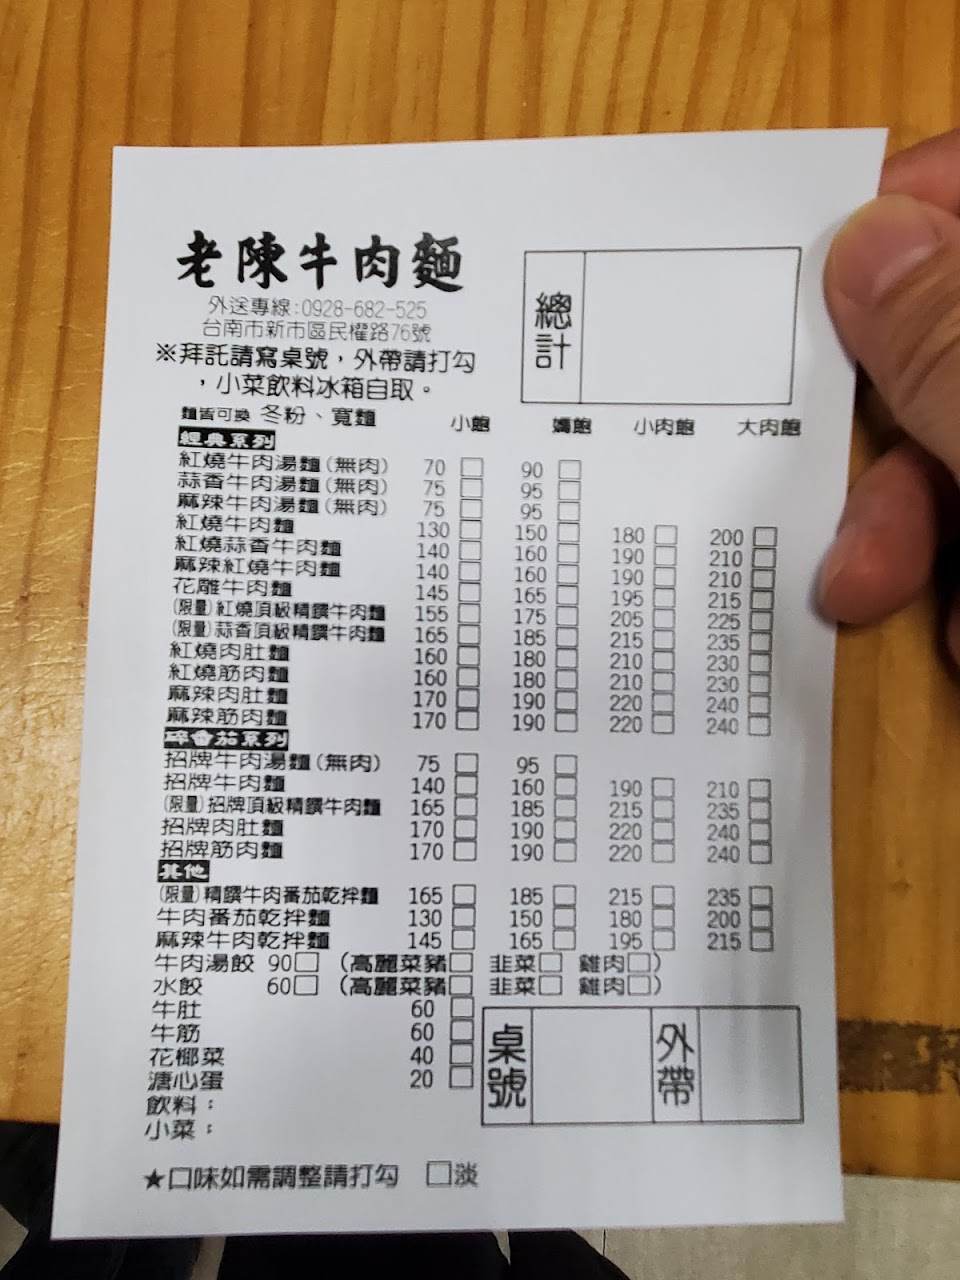 老陳牛肉麵
外送專線:0928-682-525
台南市新市區民權路76號
※拜託請寫桌號，外帶請打勾
，小菜飲料冰箱自取。
總計
麵皆可換 冬粉、寬麵 小飽 嬌飽 小肉飽 大肉飽
經典系列
紅燒牛肉湯麵(無肉) 70 □ 90 □
蒜香牛肉湯麵(無肉) 75 □ 95 □
麻辣牛肉湯麵(無肉) 75 □ 95 □
紅燒牛肉麵 130 □ 150 □ 180 □ 200 □
紅燒蒜香牛肉麵 140 □ 160 □ 190 □ 210 □
麻辣紅燒牛肉麵 140 □ 160 □ 190 □ 210 □
花雕牛肉麵 145 □ 165 □ 195 □ 215 □
(限量)紅燒頂級精饌牛肉麵 155 □ 175 □ 205 □ 225 □
(限量)蒜香頂級精饌牛肉麵 165 □ 185 □ 215 □ 235 □
紅燒肉肚麵 160 □ 180 □ 210 □ 230 □
紅燒筋肉麵 160 □ 180 □ 210 □ 230 □
麻辣肉肚麵 170 □ 190 □ 220 □ 240 □
麻辣筋肉麵 170 □ 190 □ 220 □ 240 □
碎番茄系列
招牌牛肉湯麵(無肉) 75 □ 95 □
招牌牛肉麵 140 □ 160 □ 190 □ 210 □
(限量)招牌頂級精饌牛肉麵 165 □ 185 □ 215 □ 235 □
招牌肉肚麵 170 □ 190 □ 220 □ 240 □
招牌筋肉麵 170 □ 190 □ 220 □ 240 □
其他
(限量)精饌牛肉番茄乾拌麵 165 □ 185 □ 215 □ 235 □
牛肉番茄乾拌麵 130 □ 150 □ 180 □ 200 □
麻辣牛肉乾拌麵 145 □ 165 □ 195 □ 215 □
牛肉湯餃 90□ (高麗菜豬□ 韭菜□ 雞肉□)
水餃 60□ (高麗菜豬□ 韭菜□ 雞肉□)
牛肚 60 □
牛筋 60 □
花椰菜 40 □
溏心蛋 20 □
飲料：
小菜：
桌號
外帶
★口味如需調整請打勾 □淡